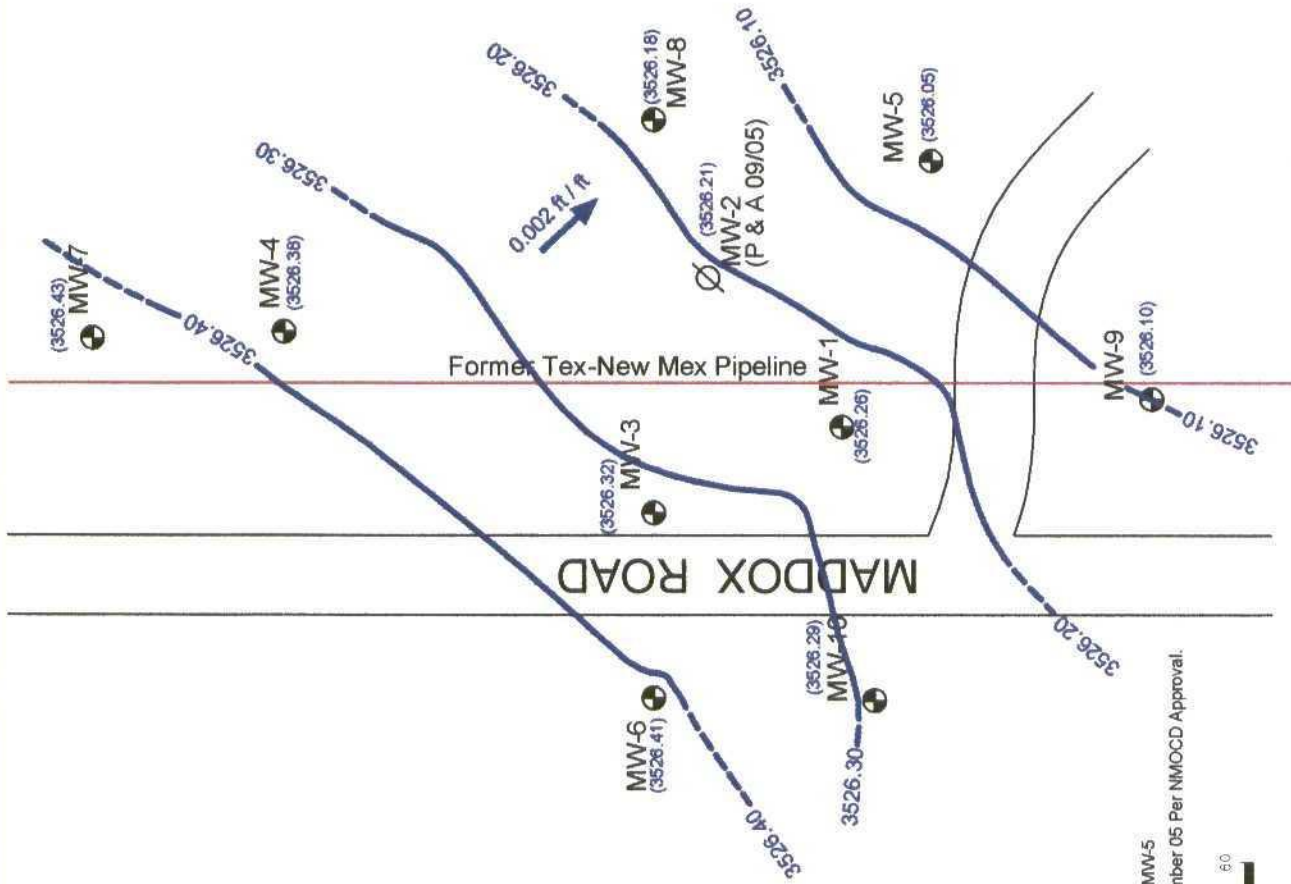 3526.20
3526.10
3526.30
(3526.18)
MW-8
MW-5
(3526.05)
0.002 ft / ft
(3526.21)
MW-2
(P & A 09/05)
(3526.43)
MW-7
MW-4
(3526.38)
3526.40
Former Tex-New Mex Pipeline
MW-1
(3526.26)
MW-9
(3526.10)
3526.10
MW-3
(3526.32)
MADDOX ROAD
(3526.29)
MW-10
3526.20
MW-6
(3526.41)
3526.30
3526.40
MW-5
05 Per NMOCD Approval.
60